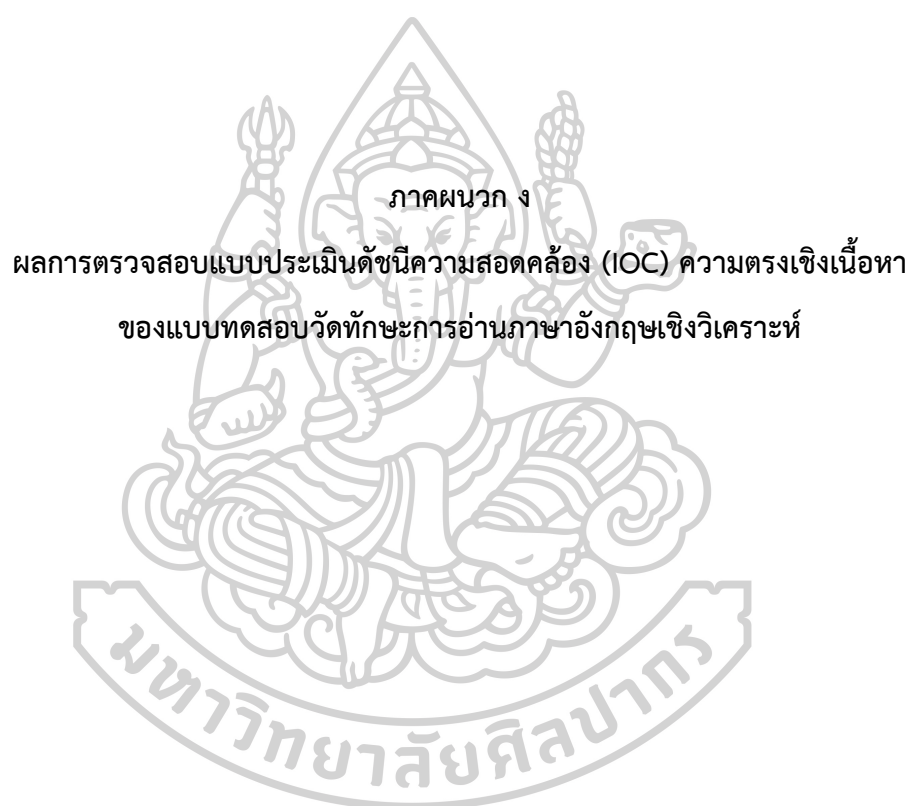 ภาคผนวก ง
ผลการตรวจสอบแบบประเมินดัชนีความสอดคล้อง (IOC) ความตรงเชิงเนื้อหา
ของแบบทดสอบวัดทักษะการอ่านภาษาอังกฤษเชิงวิเคราะห์
มหาวิทยาลัยศิลปากร